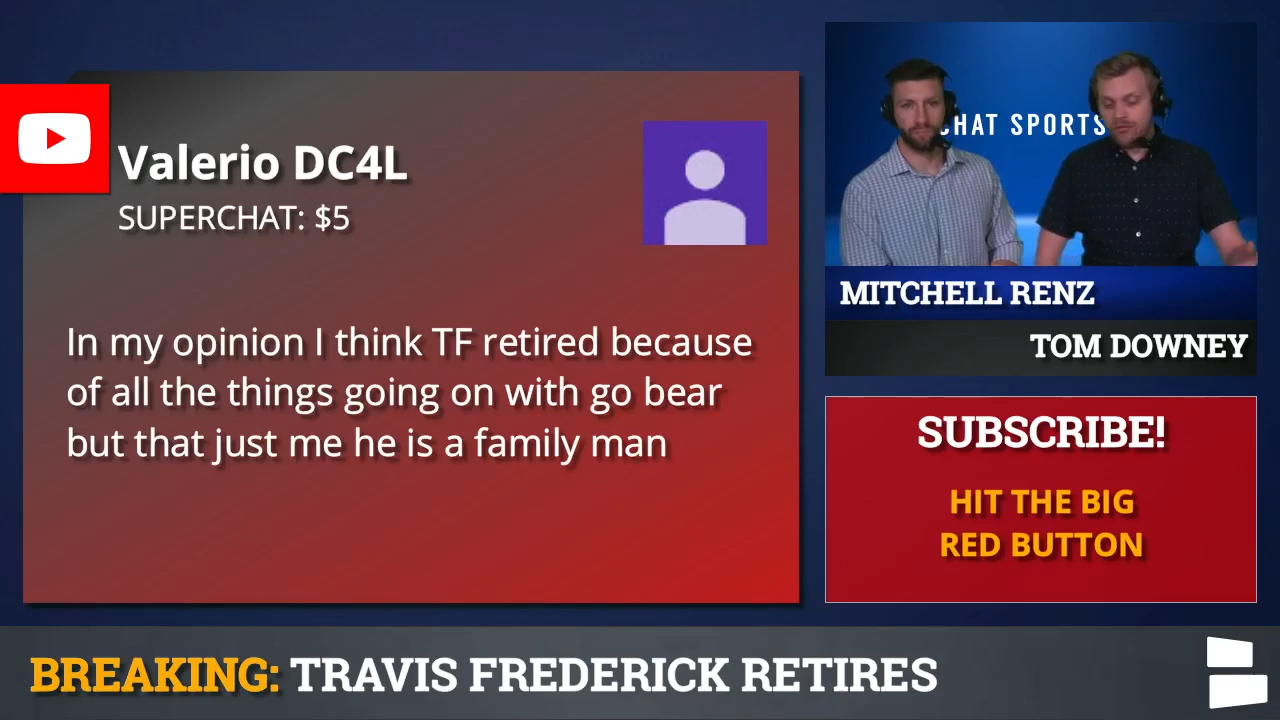 Valerio DC4L
SUPERCHAT: $5
In my opinion I think TF retired because
of all the things going on with go bear
but that just me he is a family man
CHAT SPORTS
MITCHELL RENZ
TOM DOWNEY
SUBSCRIBE!
HIT THE BIG
RED BUTTON
BREAKING: TRAVIS FREDERICK RETIRES